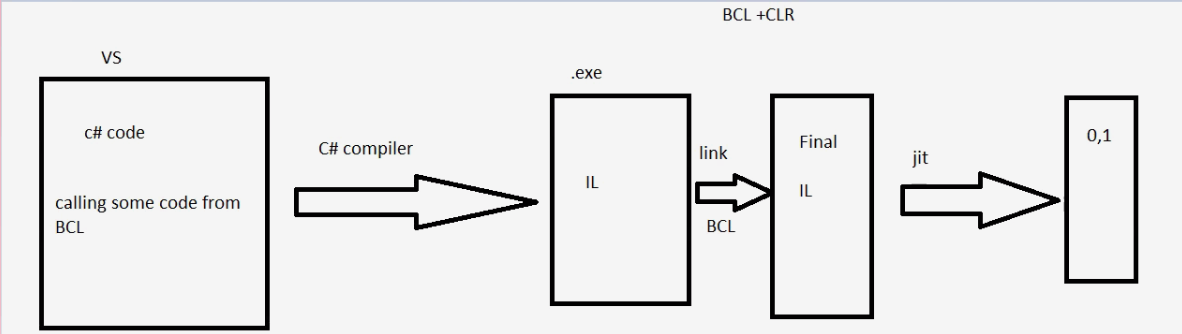 BCL +CLR
VS
.exe
c# code
calling some code from
BCL
C# compiler
IL
link
BCL
Final
IL
jit
0,1